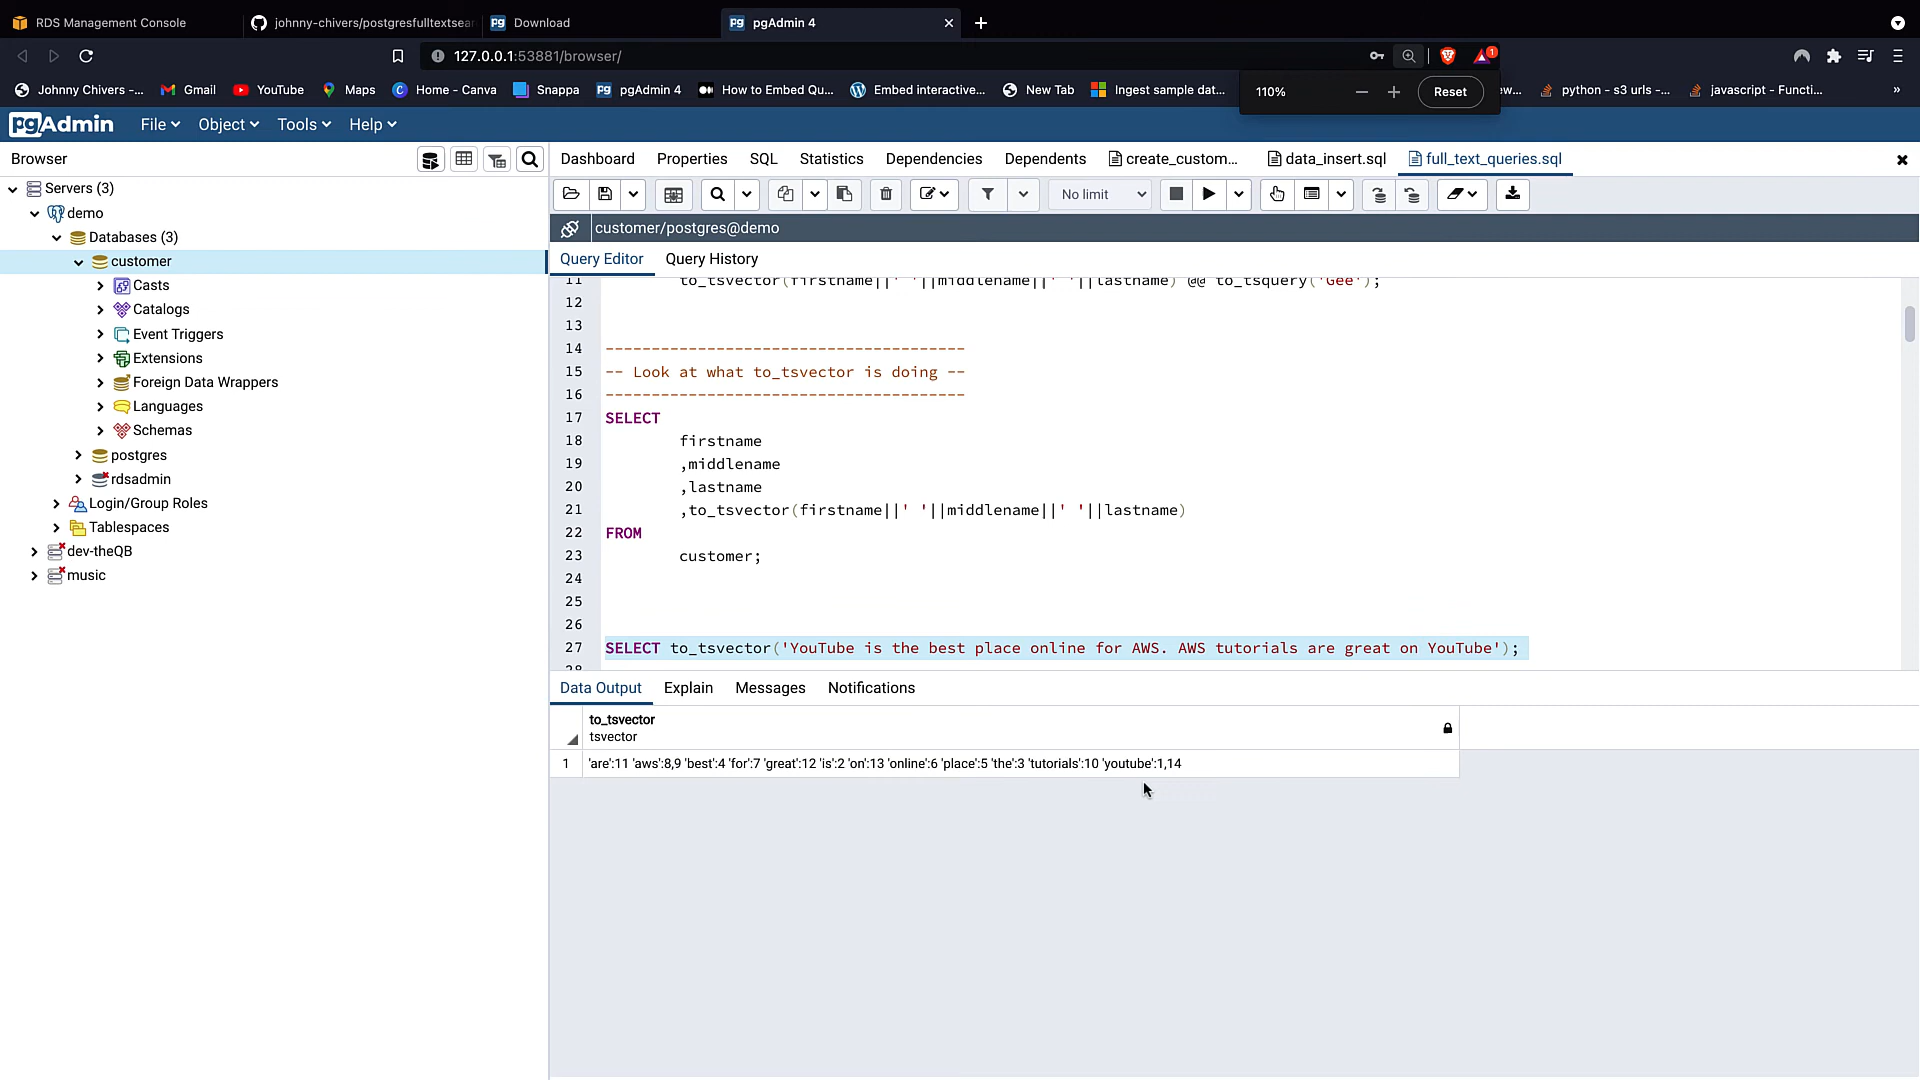 RDS Management Console
johnny-chivers/postgresfulltextsear
Download
pgAdmin 4
127.0.0.1:53881/browser/
Johnny Chivers -...
Gmail
YouTube
Maps
Home - Canva
Snappa
pgAdmin 4
How to Embed Qu...
Embed interactive...
New Tab
Ingest sample dat...
ew...
python - s3 urls -...
javascript - Functi...
»
110%
Reset
pgAdmin
File
Object
Tools
Help
Browser
Dashboard
Properties
SQL
Statistics
Dependencies
Dependents
create_custom...
data_insert.sql
full_text_queries.sql
No limit
customer/postgres@demo
Query Editor
Query History
Servers (3)
demo
Databases (3)
customer
Casts
Catalogs
Event Triggers
Extensions
Foreign Data Wrappers
Languages
Schemas
postgres
rdsadmin
Login/Group Roles
Tablespaces
dev-theQB
music
11 to_tsvector(firstname||' '||middlename||' '||lastname) @@ to_tsquery('Gee');
12
13
14 ---------------------------------------
15 -- Look at what to_tsvector is doing --
16 ---------------------------------------
17 SELECT
18 firstname
19 ,middlename
20 ,lastname
21 ,to_tsvector(firstname||' '||middlename||' '||lastname)
22 FROM
23 customer;
24
25
26
27 SELECT to_tsvector('YouTube is the best place online for AWS. AWS tutorials are great on YouTube');
28
Data Output
Explain
Messages
Notifications
to_tsvector
tsvector
1 'are':11 'aws':8,9 'best':4 'for':7 'great':12 'is':2 'on':13 'online':6 'place':5 'the':3 'tutorials':10 'youtube':1,14